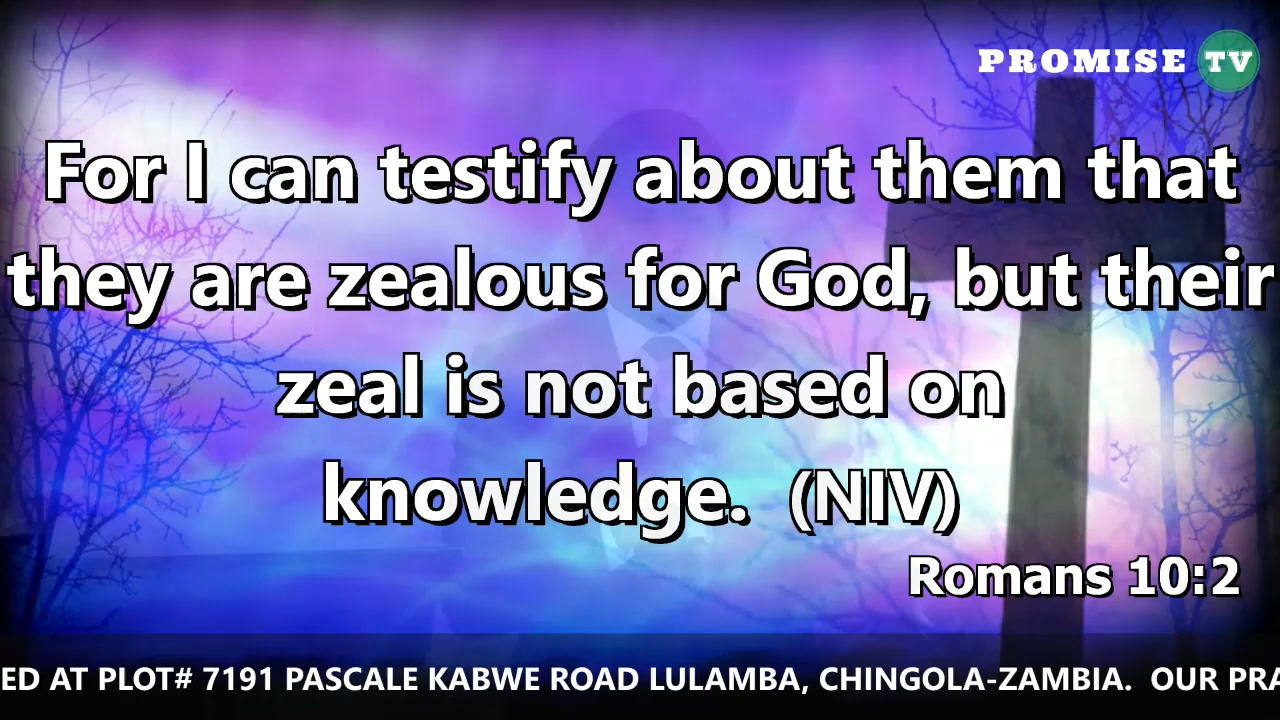 PROMISE TV
For I can testify about them that
they are zealous for God, but their
zeal is not based on
knowledge. (NIV)
Romans 10:2
ED AT PLOT# 7191 PASCALE KABWE ROAD LULAMBA, CHINGOLA-ZAMBIA. OUR PRA